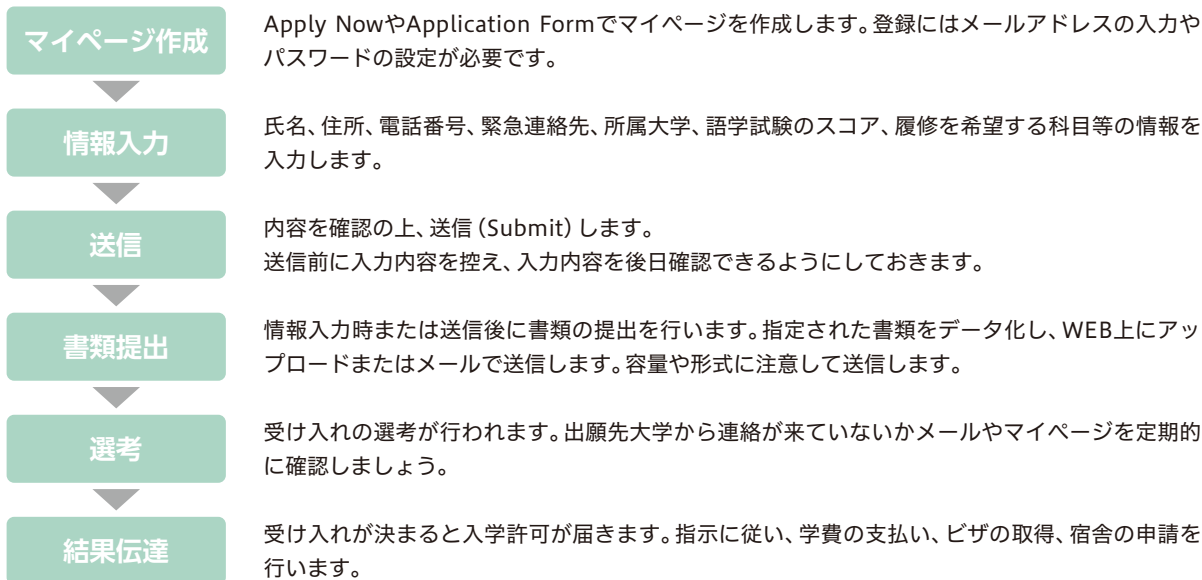 マイページ作成
Apply NowやApplication Formでマイページを作成します。登録にはメールアドレスの入力や
パスワードの設定が必要です。
情報入力
氏名、住所、電話番号、緊急連絡先、所属大学、語学試験のスコア、履修を希望する科目等の情報を
入力します。
送信
内容を確認の上、送信（Submit）します。
送信前に入力内容を控え、入力内容を後日確認できるようにしておきます。
書類提出
情報入力時または送信後に書類の提出を行います。指定された書類をデータ化し、WEB上にアッ
プロードまたはメールで送信します。容量や形式に注意して送信します。
選考
受け入れの選考が行われます。出願先大学から連絡が来ていないかメールやマイページを定期的
に確認しましょう。
結果伝達
受け入れが決まると入学許可が届きます。指示に従い、学費の支払い、ビザの取得、宿舎の申請を
行います。